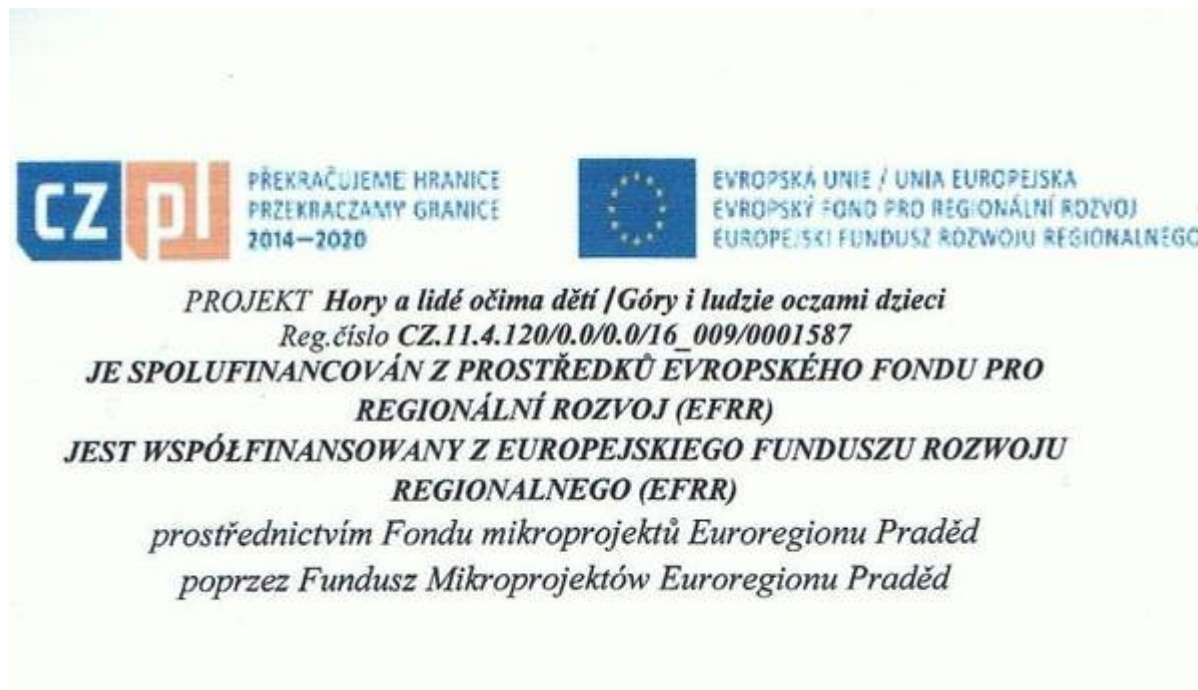 CZ pl
PŘEKRAČUJEME HRANICE
PRZEKRACZAMY GRANICE
2014—2020
EVROPSKÁ UNIE / UNIA EUROPEJSKA
EVROPSKÝ FOND PRO REGIONÁLNÍ ROZVOJ
EUROPEJSKI FUNDUSZ ROZWOJU REGIONALNEGO
PROJEKT Hory a lidé očima dětí /Góry i ludzie oczami dzieci
Reg.číslo CZ.11.4.120/0.0/0.0/16_009/0001587
JE SPOLUFINANCOVÁN Z PROSTŘEDKŮ EVROPSKÉHO FONDU PRO
REGIONÁLNÍ ROZVOJ (EFRR)
JEST WSPÓŁFINANSOWANY Z EUROPEJSKIEGO FUNDUSZU ROZWOJU
REGIONALNEGO (EFRR)
prostřednictvím Fondu mikroprojektů Euroregionu Praděd
poprzez Fundusz Mikroprojektów Euroregionu Praděd